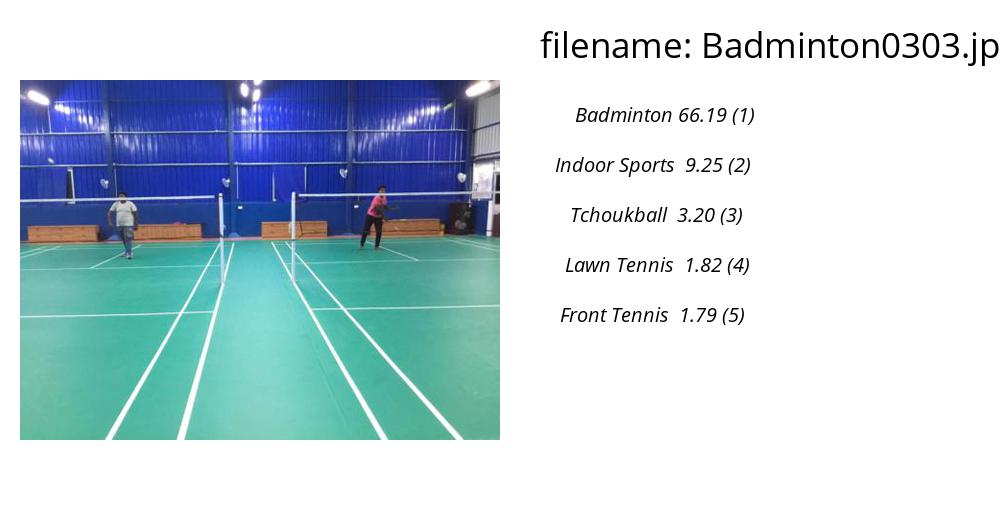 filename: Badminton0303.jp
Badminton 66.19 (1)
Indoor Sports 9.25 (2)
Tchoukball 3.20 (3)
Lawn Tennis 1.82 (4)
Front Tennis 1.79 (5)